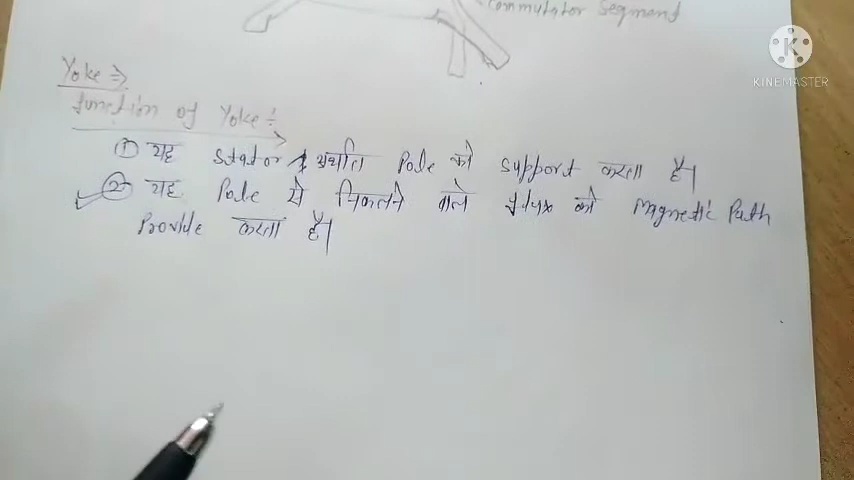 commutator segment
KINEMASTER
Yoke ⇒
of Yoke :-
① यह stator अर्थात Pole को support करता है।
② यह Pole से निकलने वाले flux को Magnetic Path
Provide करता है।